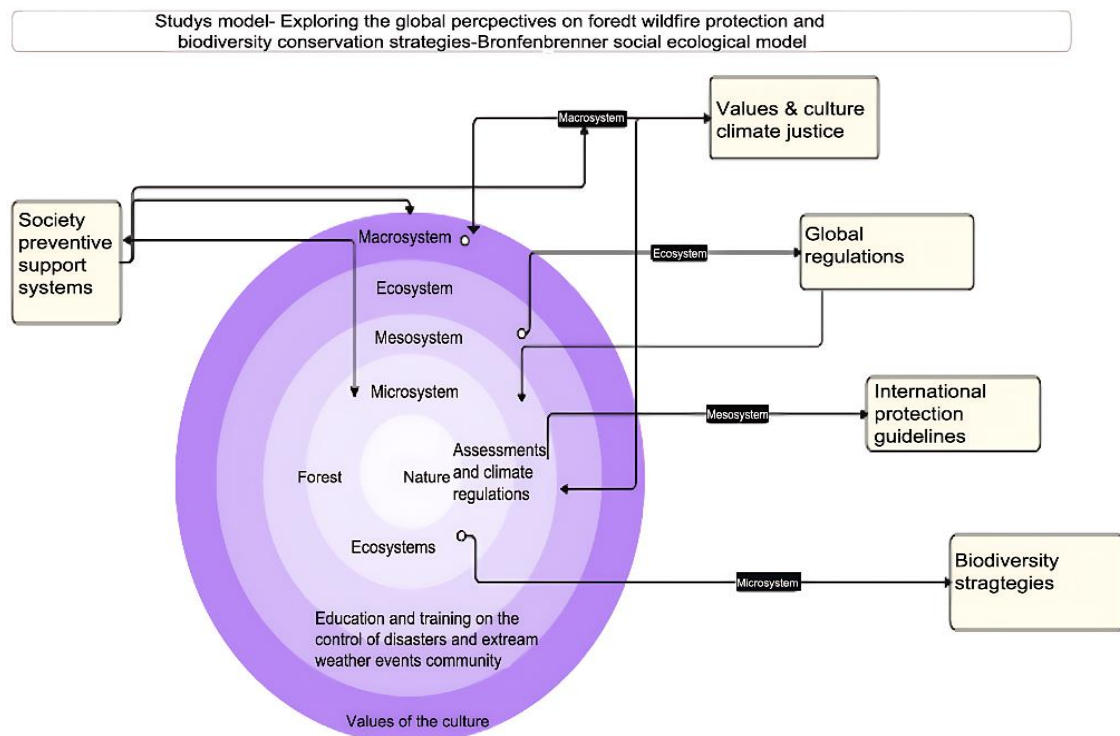 Studys model- Exploring the global percpectives on foredt wildfire protection and
biodiversity conservation strategies-Bronfenbrenner social ecological model
Macrosystem
Values & culture
climate justice
Society
preventive
support
systems
Macrosystem
Ecosystem
Global
regulations
Ecosystem
Mesosystem
Microsystem
Mesosystem
International
protection
guidelines
Forest
Nature
Assessments
and climate
regulations
Ecosystems
Microsystem
Biodiversity
stragtegies
Education and training on the
control of disasters and extream
weather events community
Values of the culture